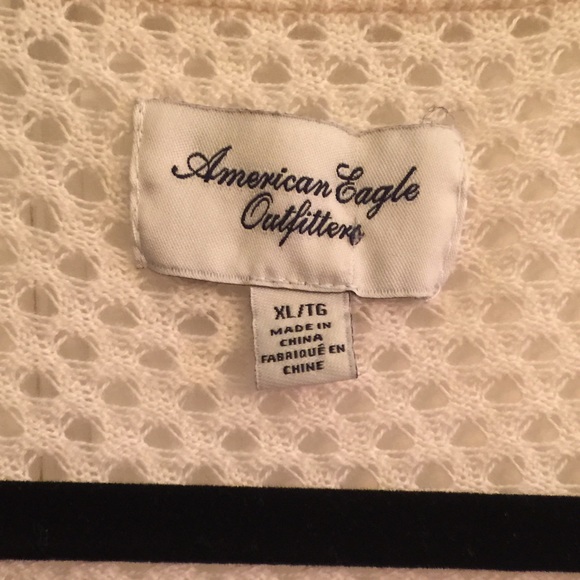 American Eagle
Outfitters
XL/TG
MADE IN
CHINA
FABRIQUÉ EN
CHINE